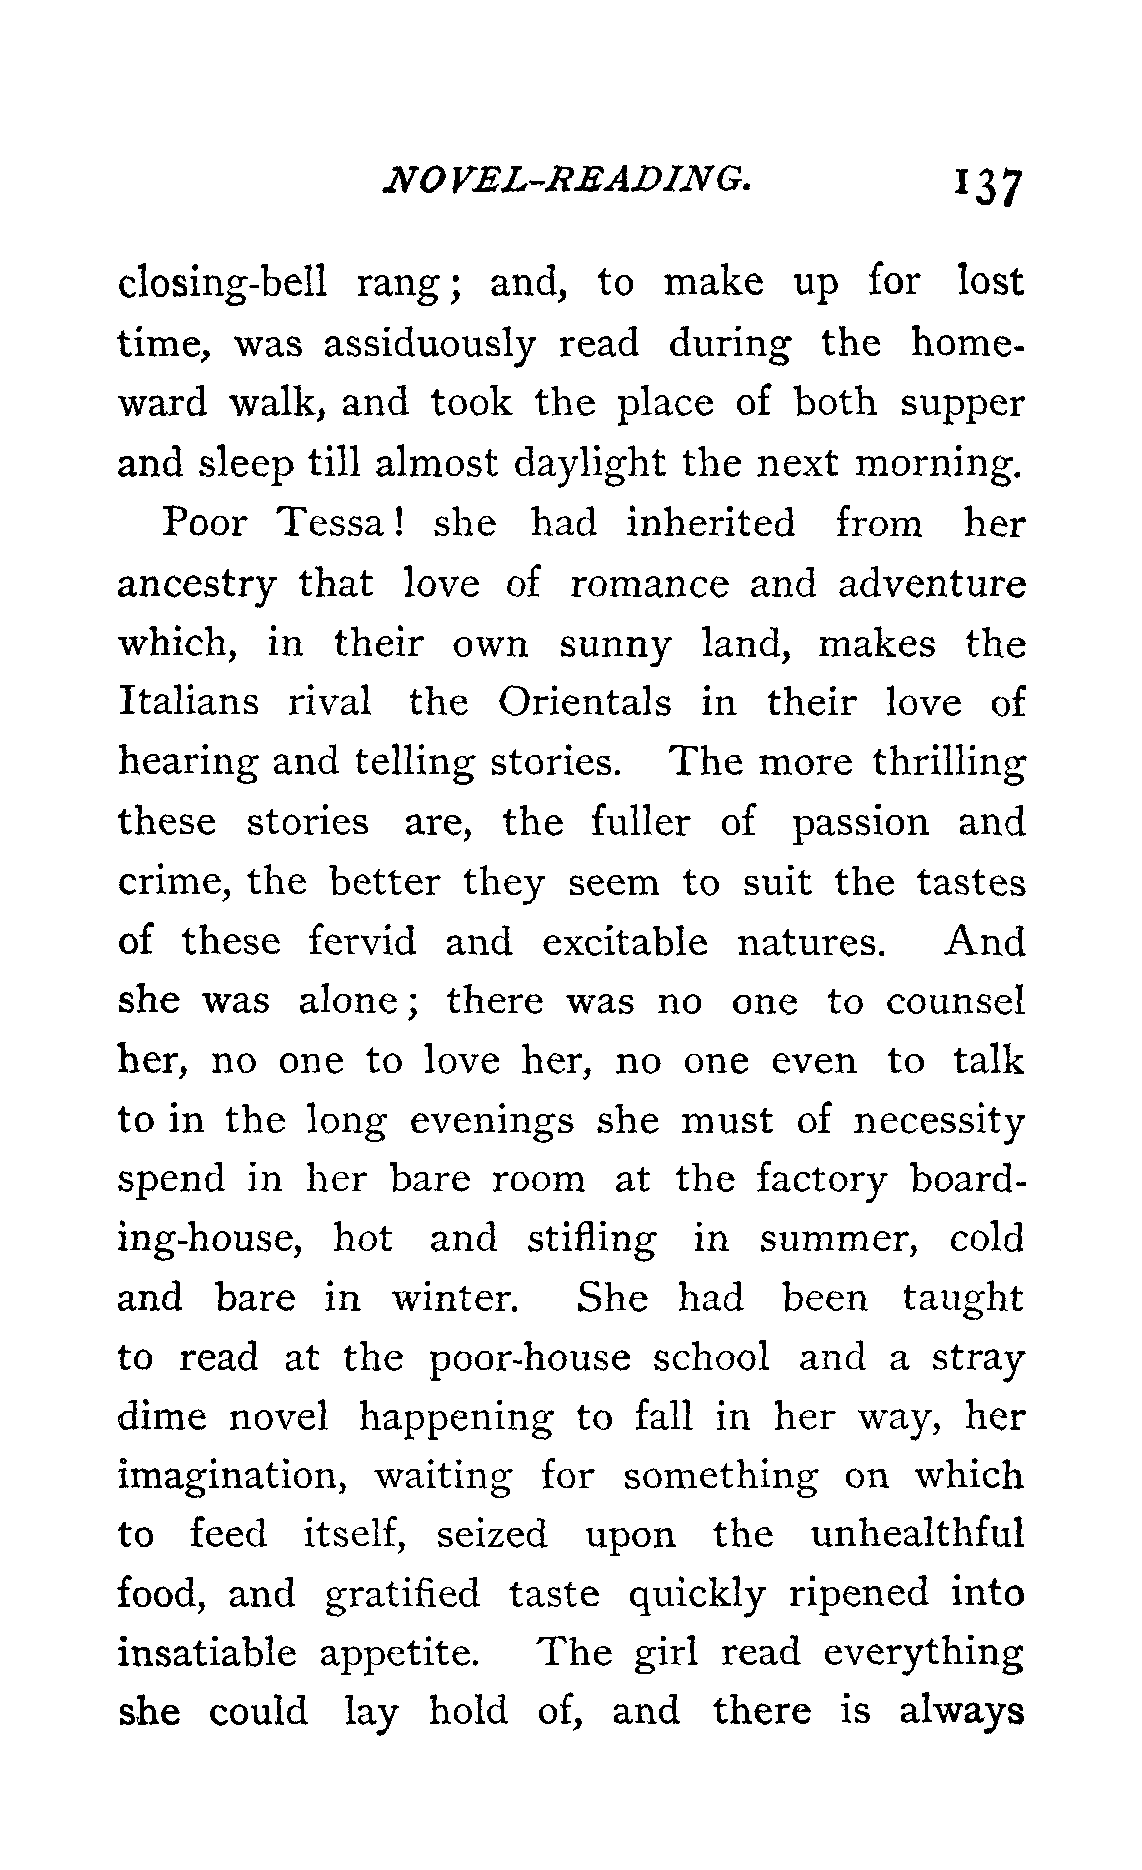 NOVEL-READING. 137
closing-bell rang; and, to make up for lost
time, was assiduously read during the home-
ward walk, and took the place of both supper
and sleep till almost daylight the next morning.
Poor Tessa! she had inherited from her
ancestry that love of romance and adventure
which, in their own sunny land, makes the
Italians rival the Orientals in their love of
hearing and telling stories. The more thrilling
these stories are, the fuller of passion and
crime, the better they seem to suit the tastes
of these fervid and excitable natures. And
she was alone; there was no one to counsel
her, no one to love her, no one even to talk
to in the long evenings she must of necessity
spend in her bare room at the factory board-
ing-house, hot and stifling in summer, cold
and bare in winter. She had been taught
to read at the poor-house school and a stray
dime novel happening to fall in her way, her
imagination, waiting for something on which
to feed itself, seized upon the unhealthful
food, and gratified taste quickly ripened into
insatiable appetite. The girl read everything
she could lay hold of, and there is always